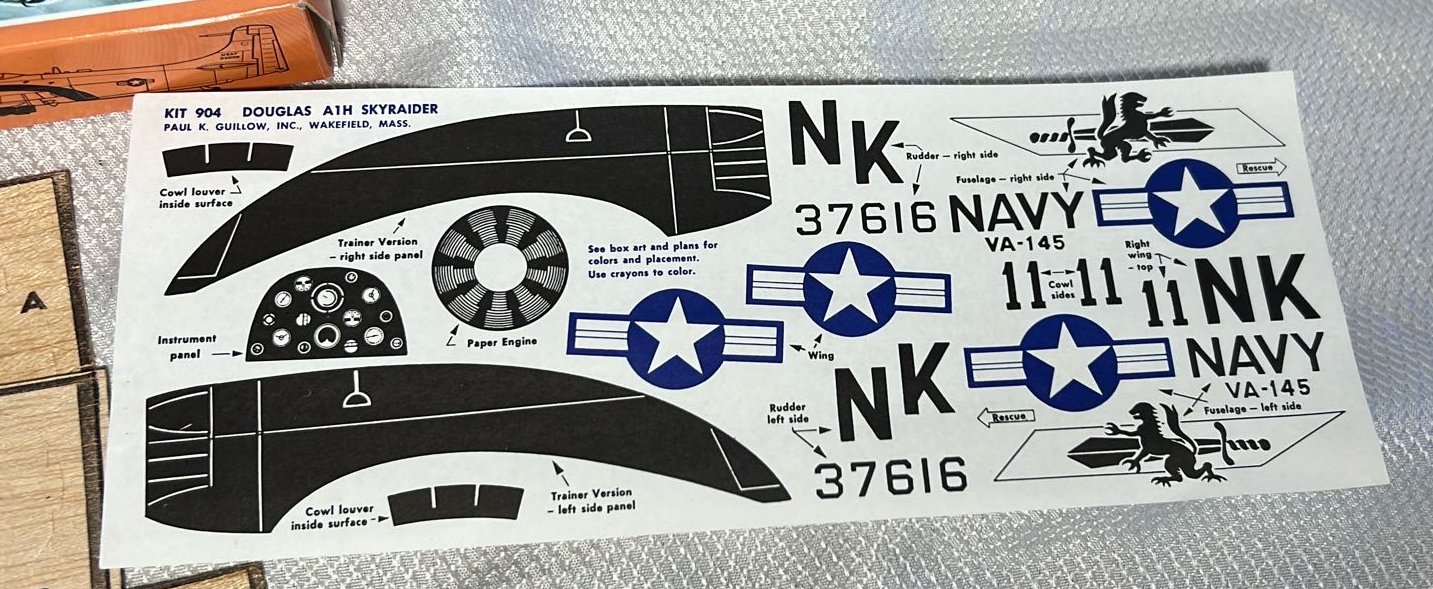 KIT 904 DOUGLAS A1H SKYRAIDER
PAUL K. GUILLOW, INC., WAKEFIELD, MASS.
Cowl louver
inside surface
Trainer Version
– right side panel
Instrument
panel
Paper Engine
See box art and plans for
colors and placement.
Use crayons to color.
NK
Rudder – right side
Fuselage – right side
Rescue
37616
NAVY
VA-145
11
Cowl
sides
11
Right
wing
– top
11
NK
Wing
NK
Rudder
left side
37616
NAVY
VA-145
Fuselage – left side
Rescue
Cowl louver
inside surface –
Trainer Version
– left side panel
A